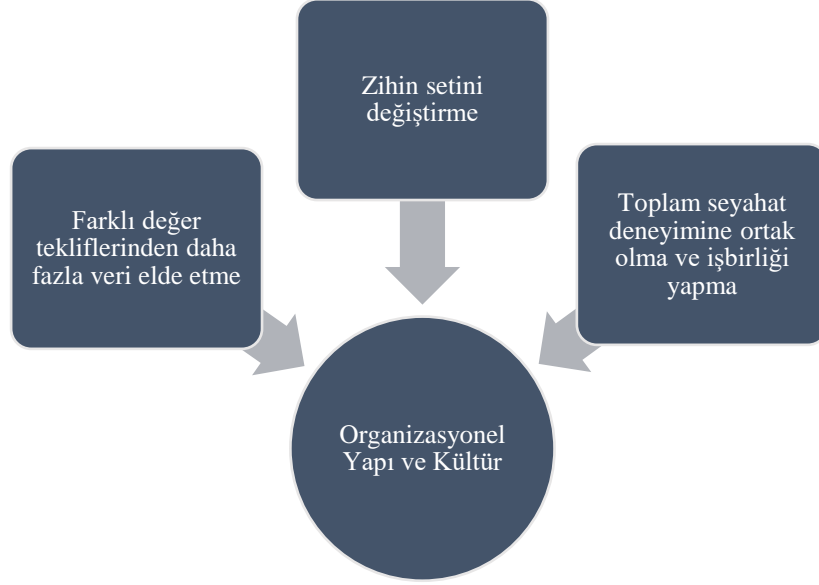 Zihin setini
değiştirme
Farklı değer
tekliflerinden daha
fazla veri elde etme
Toplam seyahat
deneyimine ortak
olma ve işbirliği
yapma
Organizasyonel
Yapı ve Kültür